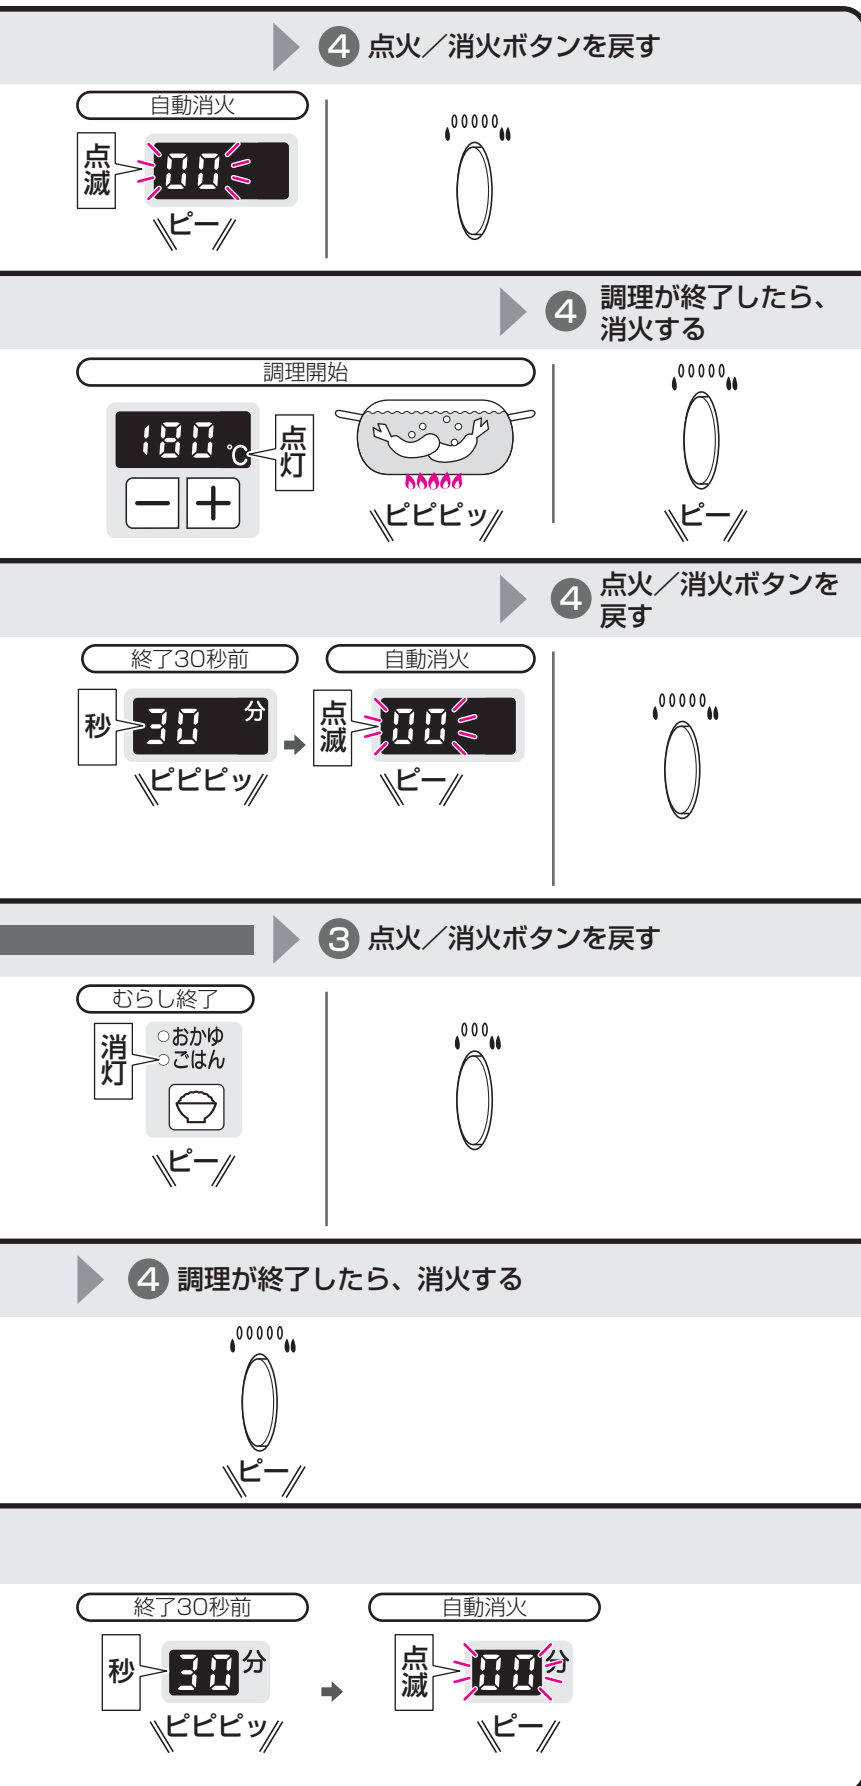 ④ 点火／消火ボタンを戻す
自動消火
点滅
00
ピー
④ 調理が終了したら、
消火する
調理開始
180℃
点灯
ピピピッ
ピー
④ 点火／消火ボタンを
戻す
終了30秒前
自動消火
秒
30 分
点滅
00
ピピピッ
ピー
③ 点火／消火ボタンを戻す
むらし終了
消灯
おかゆ
ごはん
ピー
④ 調理が終了したら、消火する
ピー
終了30秒前
自動消火
秒
30 分
点滅
00 分
ピピピッ
ピー